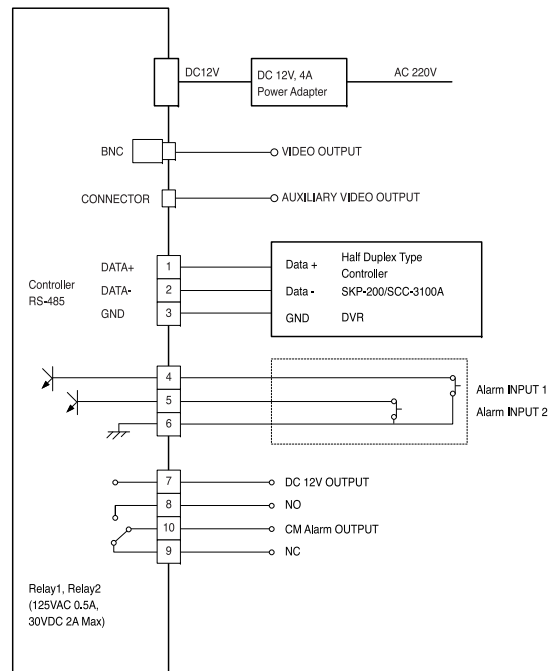 DC12V
DC 12V, 4A
Power Adapter
AC 220V
BNC
VIDEO OUTPUT
CONNECTOR
AUXILIARY VIDEO OUTPUT
Controller
RS-485
DATA+
1
DATA-
2
GND
3
Data +
Half Duplex Type
Controller
Data -
SKP-200/SCC-3100A
GND
DVR
4
5
6
Alarm INPUT 1
Alarm INPUT 2
7
DC 12V OUTPUT
8
NO
10
CM Alarm OUTPUT
9
NC
Relay1, Relay2
(125VAC 0.5A,
30VDC 2A Max)